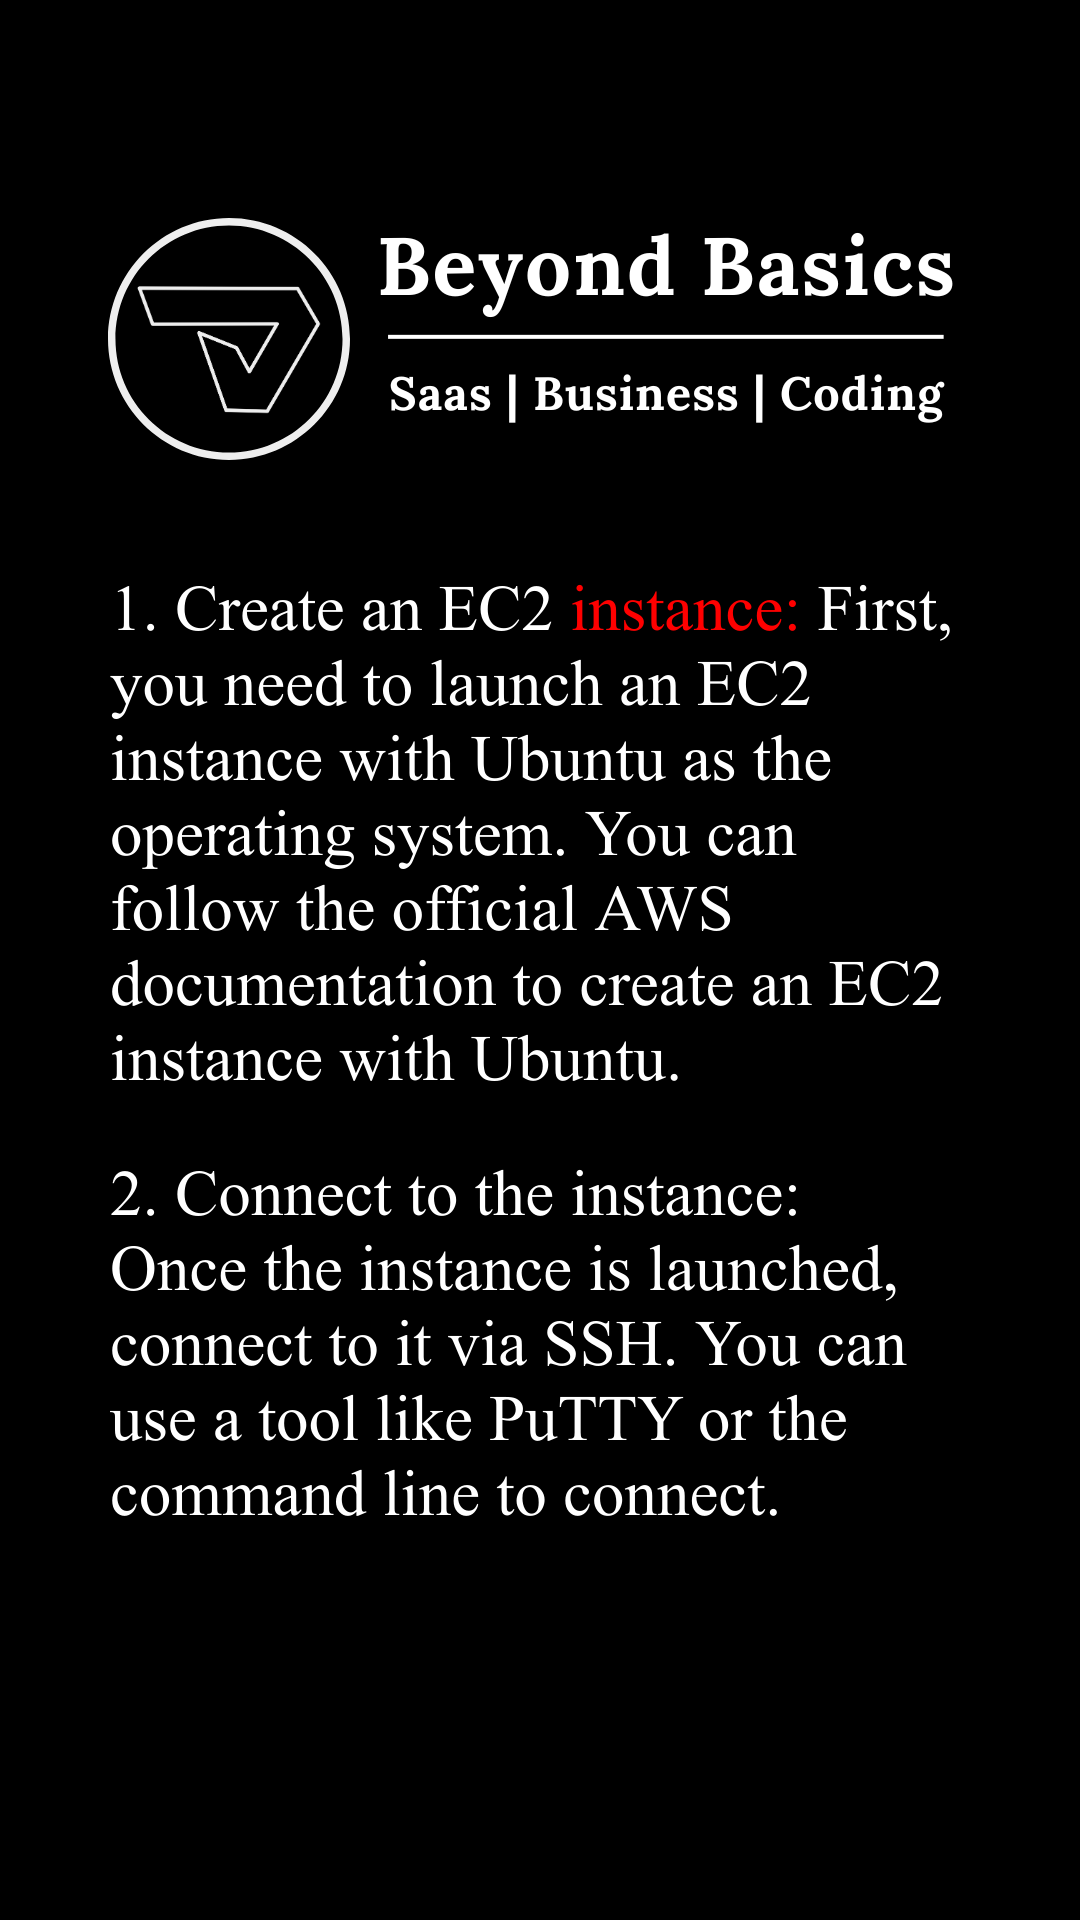 Beyond Basics
Saas | Business | Coding
1. Create an EC2 instance: First,
you need to launch an EC2
instance with Ubuntu as the
operating system. You can
follow the official AWS
documentation to create an EC2
instance with Ubuntu.
2. Connect to the instance:
Once the instance is launched,
connect to it via SSH. You can
use a tool like PuTTY or the
command line to connect.